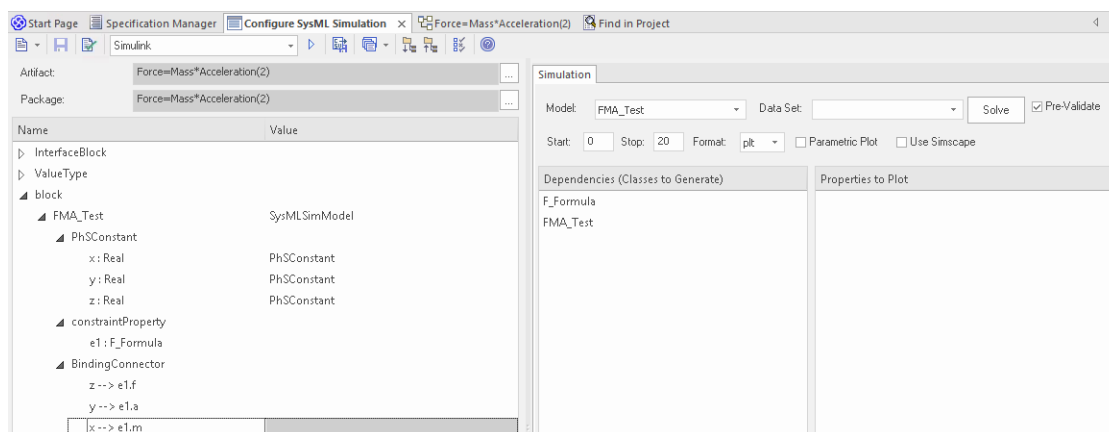 Start Page Specification Manager Configure SysML Simulation × Force=Mass*Acceleration(2) Find in Project
Simulink
Artifact: Force=Mass*Acceleration(2) ...
Package: Force=Mass*Acceleration(2) ...
Name Value
InterfaceBlock
ValueType
block
FMA_Test SysMLSimModel
PhSConstant
x : Real PhSConstant
y : Real PhSConstant
z : Real PhSConstant
constraintProperty
e1 : F_Formula
BindingConnector
z --> e1.f
y --> e1.a
x --> e1.m
Simulation
Model: FMA_Test Data Set: Solve Pre-Validate
Start: 0 Stop: 20 Format: plt Parametric Plot Use Simscape
Dependencies (Classes to Generate) Properties to Plot
F_Formula
FMA_Test